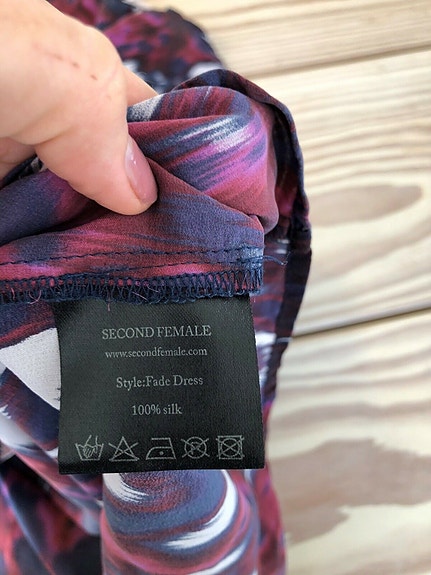 SECOND FEMALE
www.secondfemale.com
Style:Fade Dress
100% silk